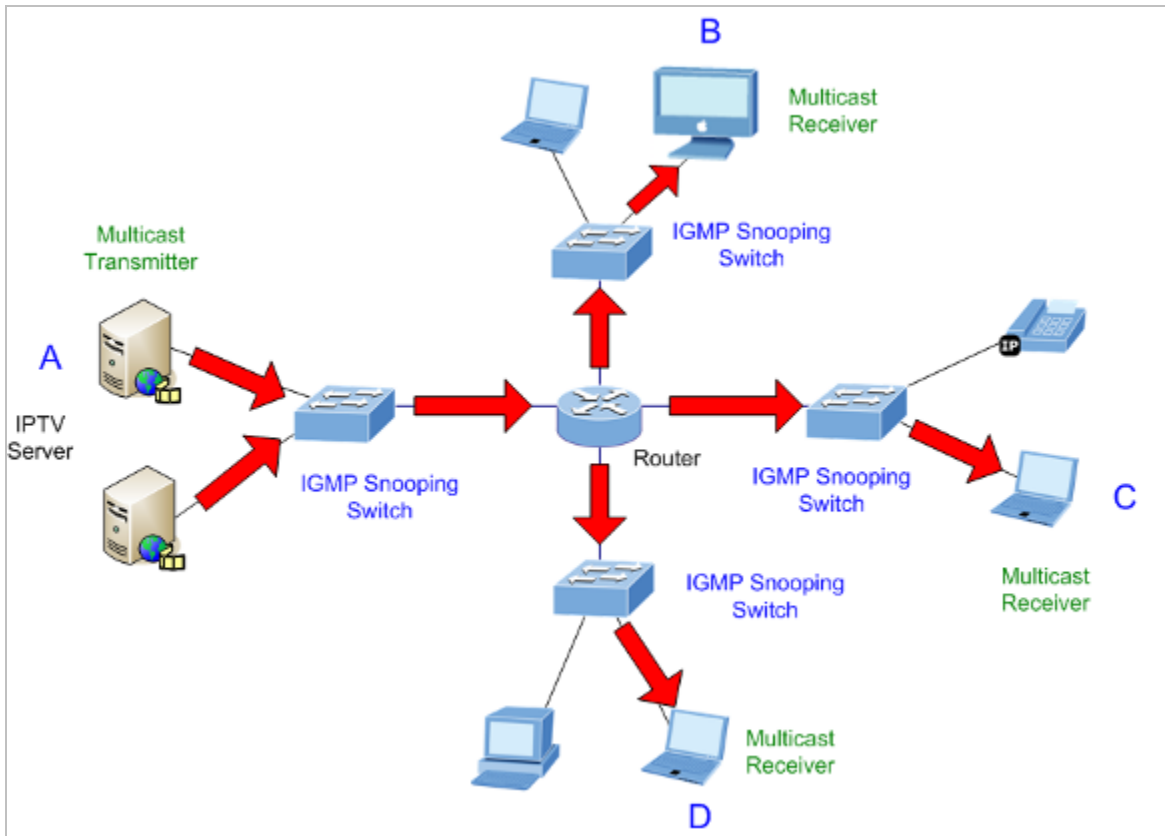 B
Multicast
Receiver
IGMP Snooping
Switch
Multicast
Transmitter
A
IPTV
Server
IGMP Snooping
Switch
Router
IP
IGMP Snooping
Switch
C
Multicast
Receiver
IGMP Snooping
Switch
Multicast
Receiver
D